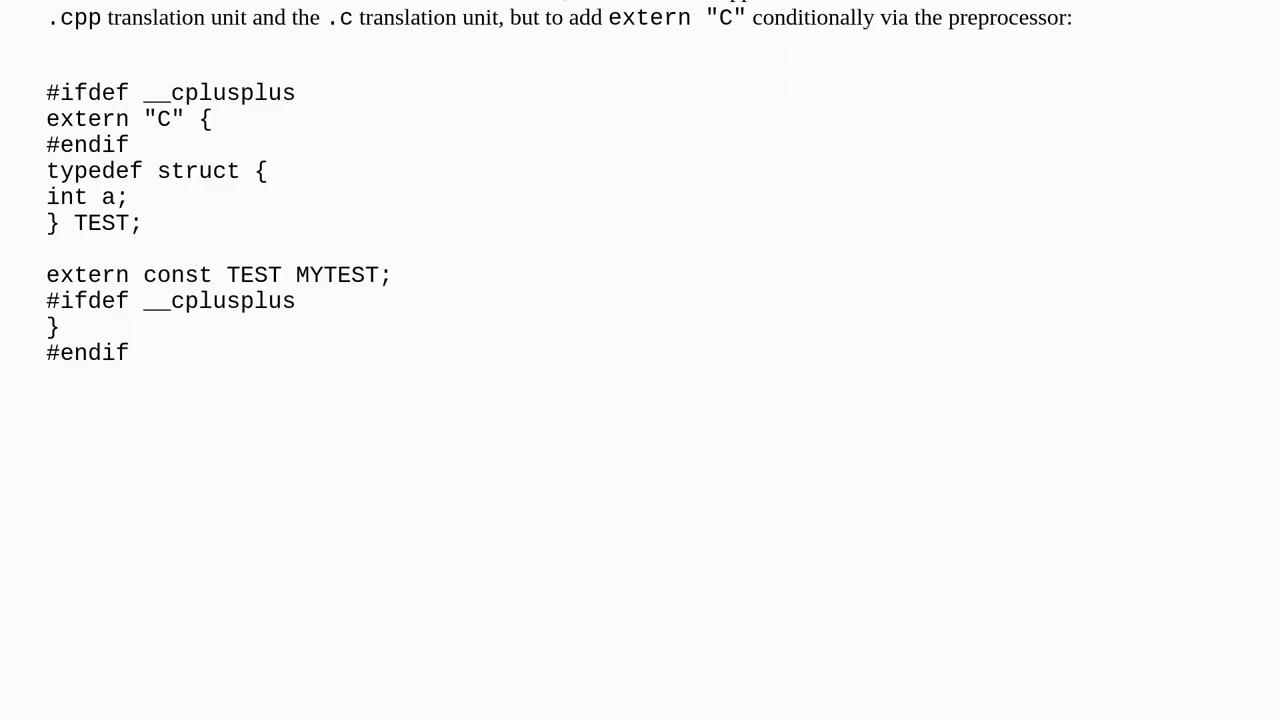 .cpp translation unit and the .c translation unit, but to add extern "C" conditionally via the preprocessor:
#ifdef __cplusplus
extern "C" {
#endif
typedef struct {
int a;
} TEST;
extern const TEST MYTEST;
#ifdef __cplusplus
}
#endif